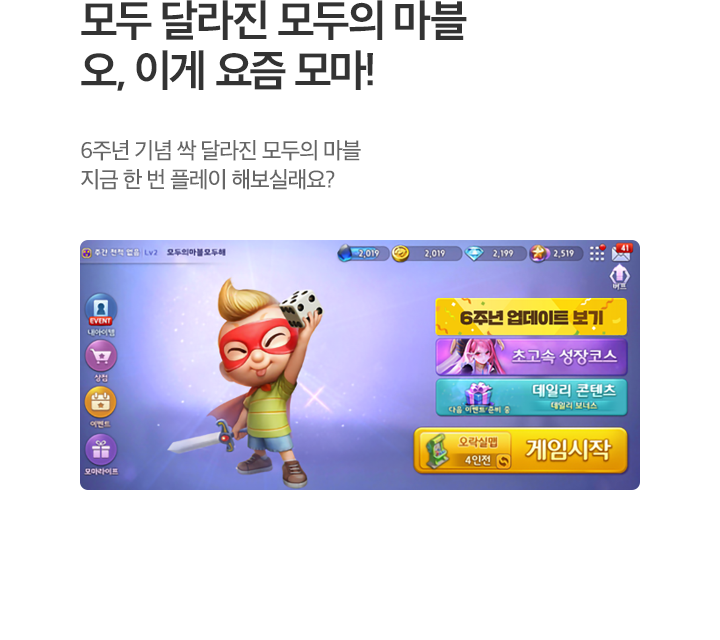 모두 달라진 모두의 마블
오, 이게 요즘 모마!
6주년 기념 싹 달라진 모두의 마블
지금 한 번 플레이 해보실래요?
주간 전적 없음 Lv2 모두의마블모두해
2,019 2,019 2,199 2,519 41
버프
EVENT
내아이템
상점
이벤트
모마라이프
6주년 업데이트 보기
초고속 성장코스
데일리 콘텐츠
다음 이벤트 준비 중 데일리 보너스
오락실맵
4인전
게임시작